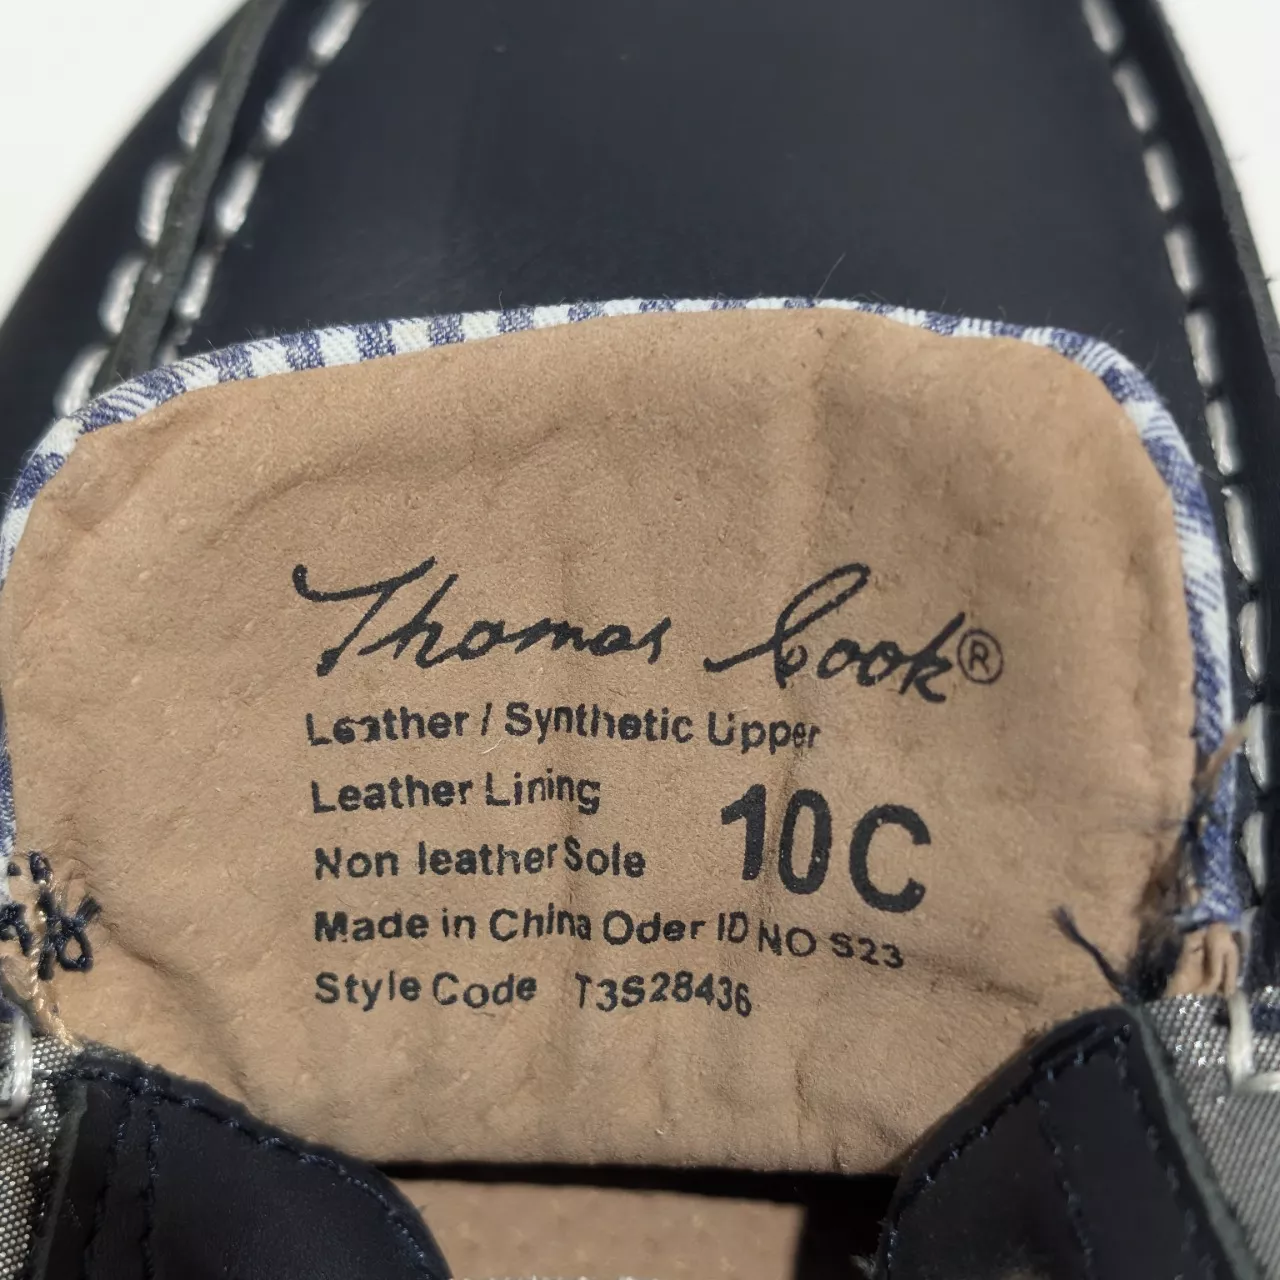 Thomas Cook®
Leather / Synthetic Upper
Leather Lining
Non leather Sole
10 C
Made in China Oder ID NO S23
Style Code T3S28436